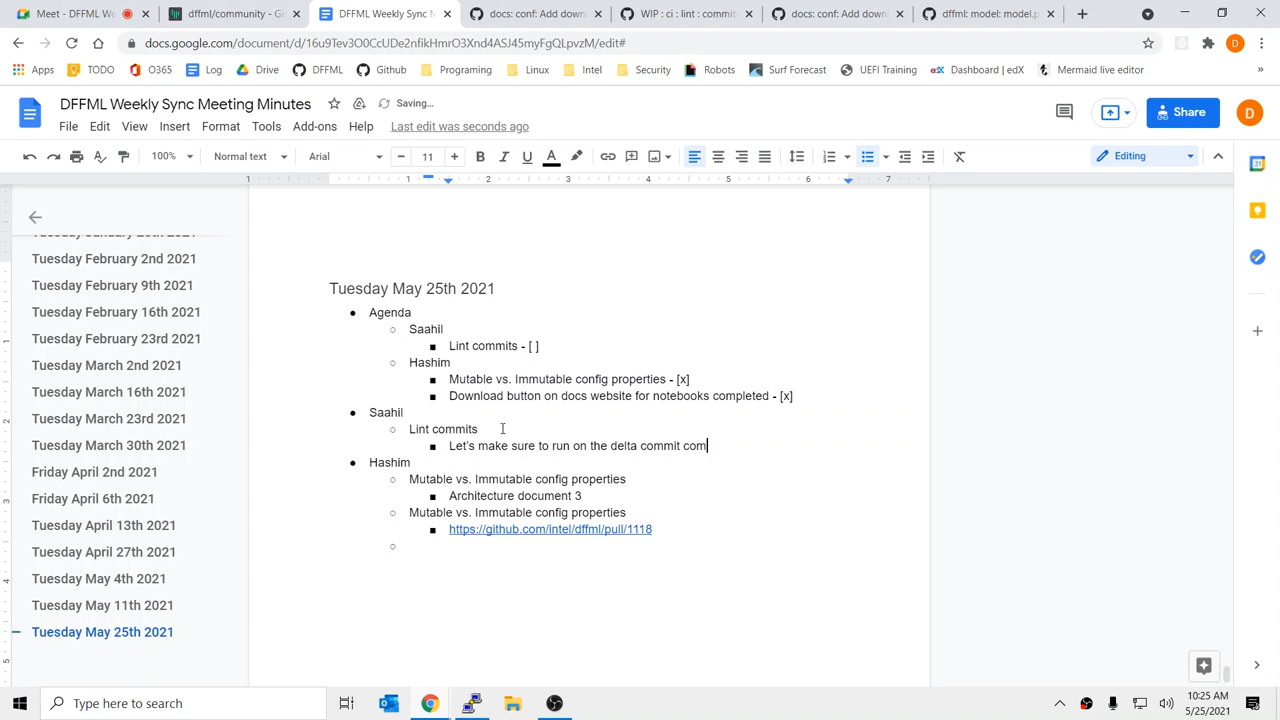 Meet - DFFML We
dffml/community - Gi
DFFML Weekly Sync M
docs: conf: Add down
WIP : ci : lint : comm
docs: conf: Add down
dffml: model: model.p
docs.google.com/document/d/16u9Tev3O0CcUDe2nfikHmrO3Xnd4ASJ45myFgQLpvzM/edit#
Apps
TODO
O365
Log
Drive
DFFML
Github
Programing
Linux
Intel
Security
Robots
Surf Forecast
UEFI Training
Dashboard | edX
Mermaid live editor
DFFML Weekly Sync Meeting Minutes
Saving...
File Edit View Insert Format Tools Add-ons Help Last edit was seconds ago
Share
D
100% Normal text Arial 11 Editing
1 1 2 3 4 5 6 7
Tuesday February 2nd 2021
Tuesday February 9th 2021
Tuesday February 16th 2021
Tuesday February 23rd 2021
Tuesday March 2nd 2021
Tuesday March 16th 2021
Tuesday March 23rd 2021
Tuesday March 30th 2021
Friday April 2nd 2021
Friday April 6th 2021
Tuesday April 13th 2021
Tuesday April 27th 2021
Tuesday May 4th 2021
Tuesday May 11th 2021
Tuesday May 25th 2021
Tuesday May 25th 2021
Agenda
Saahil
Lint commits - [ ]
Hashim
Mutable vs. Immutable config properties - [x]
Download button on docs website for notebooks completed - [x]
Saahil
Lint commits
Let's make sure to run on the delta commit com
Hashim
Mutable vs. Immutable config properties
Architecture document 3
Mutable vs. Immutable config properties
https://github.com/intel/dffml/pull/1118
Type here to search
10:25 AM
5/25/2021